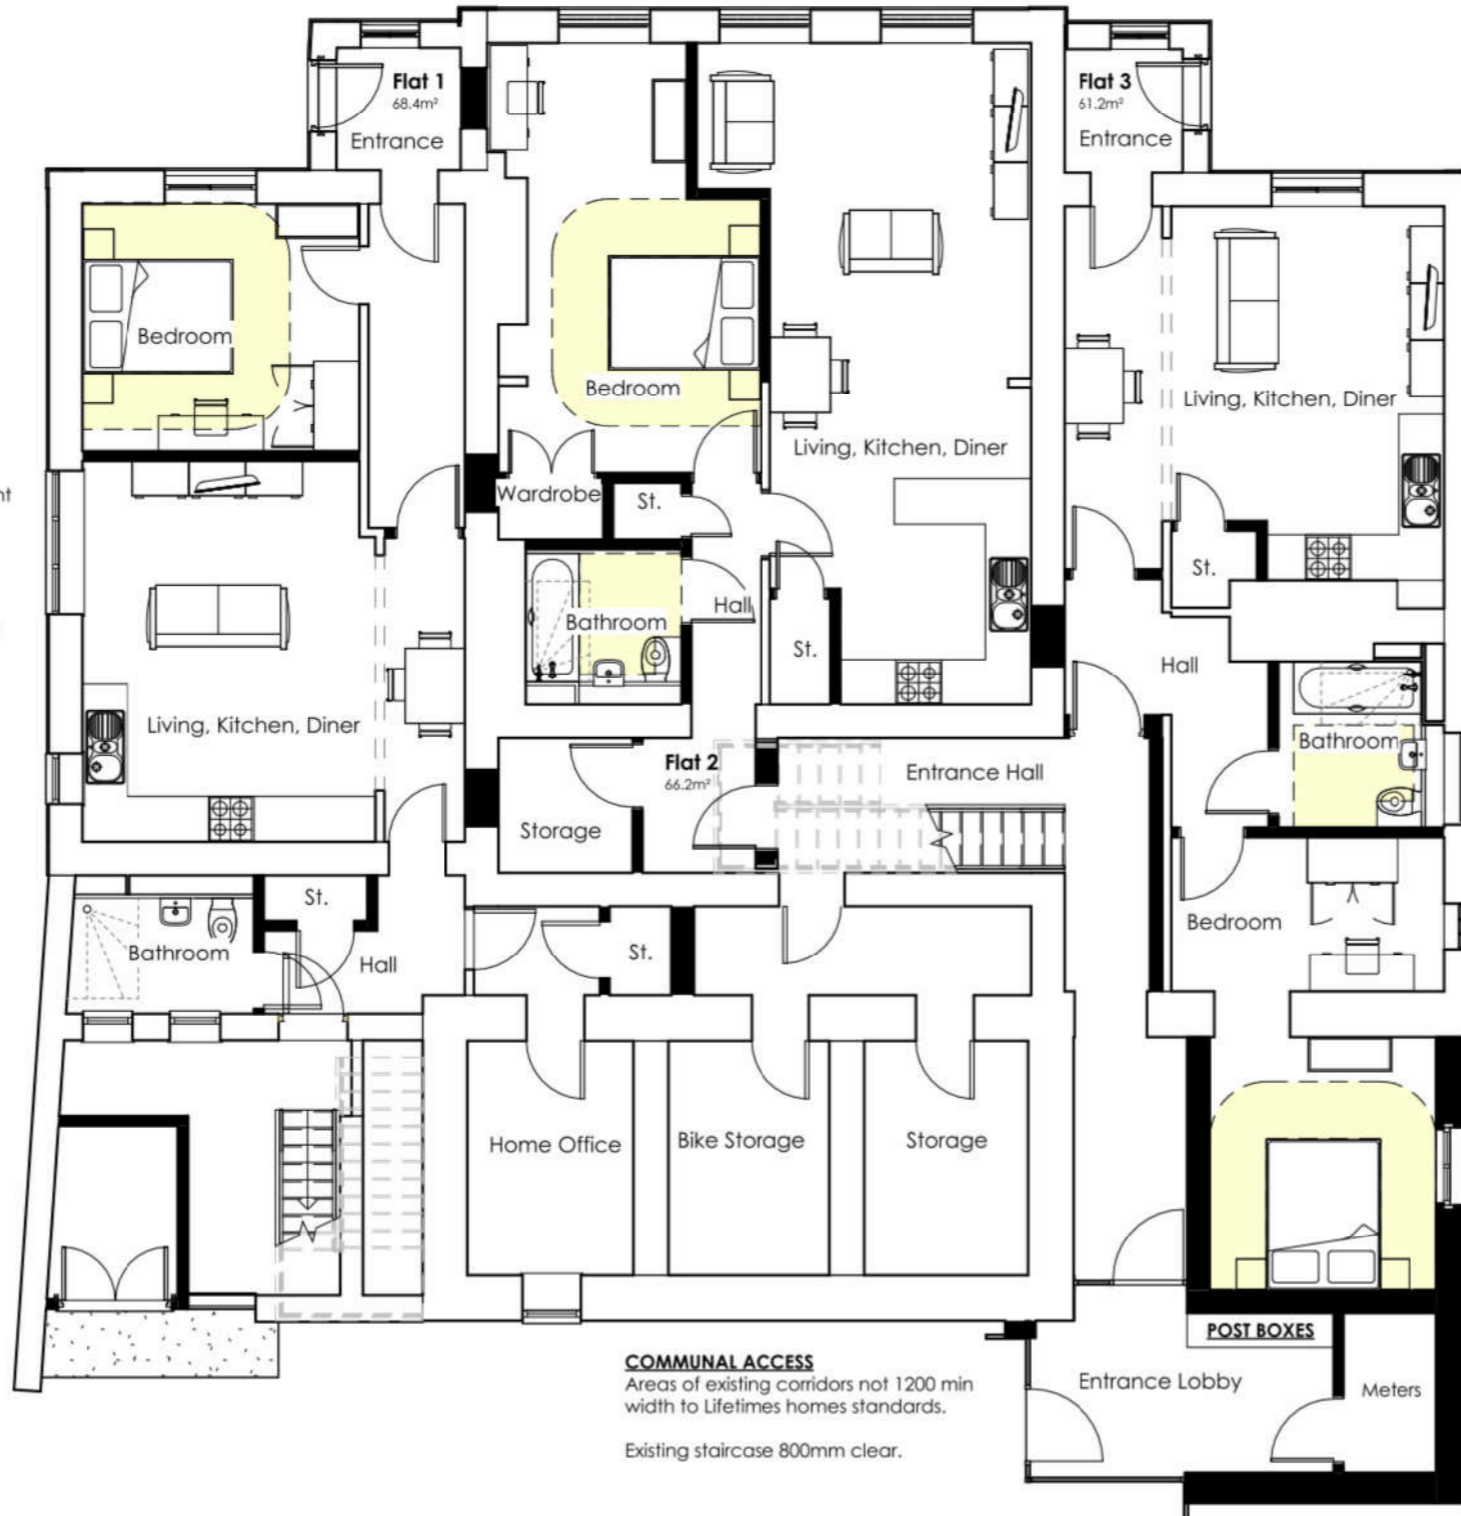 Flat 1
68.4m²
Entrance
Flat 3
61.2m²
Entrance
Bedroom
Bedroom
Living, Kitchen, Diner
Living, Kitchen, Diner
Wardrobe
St.
St.
Bathroom
Hall
St.
Hall
Living, Kitchen, Diner
Bathroom
Flat 2
66.2m²
Entrance Hall
Storage
St.
Bathroom
Hall
St.
Bedroom
Home Office
Bike Storage
Storage
POST BOXES
Entrance Lobby
Meters
COMMUNAL ACCESS
Areas of existing corridors not 1200 min
width to Lifetimes homes standards.
Existing staircase 800mm clear.